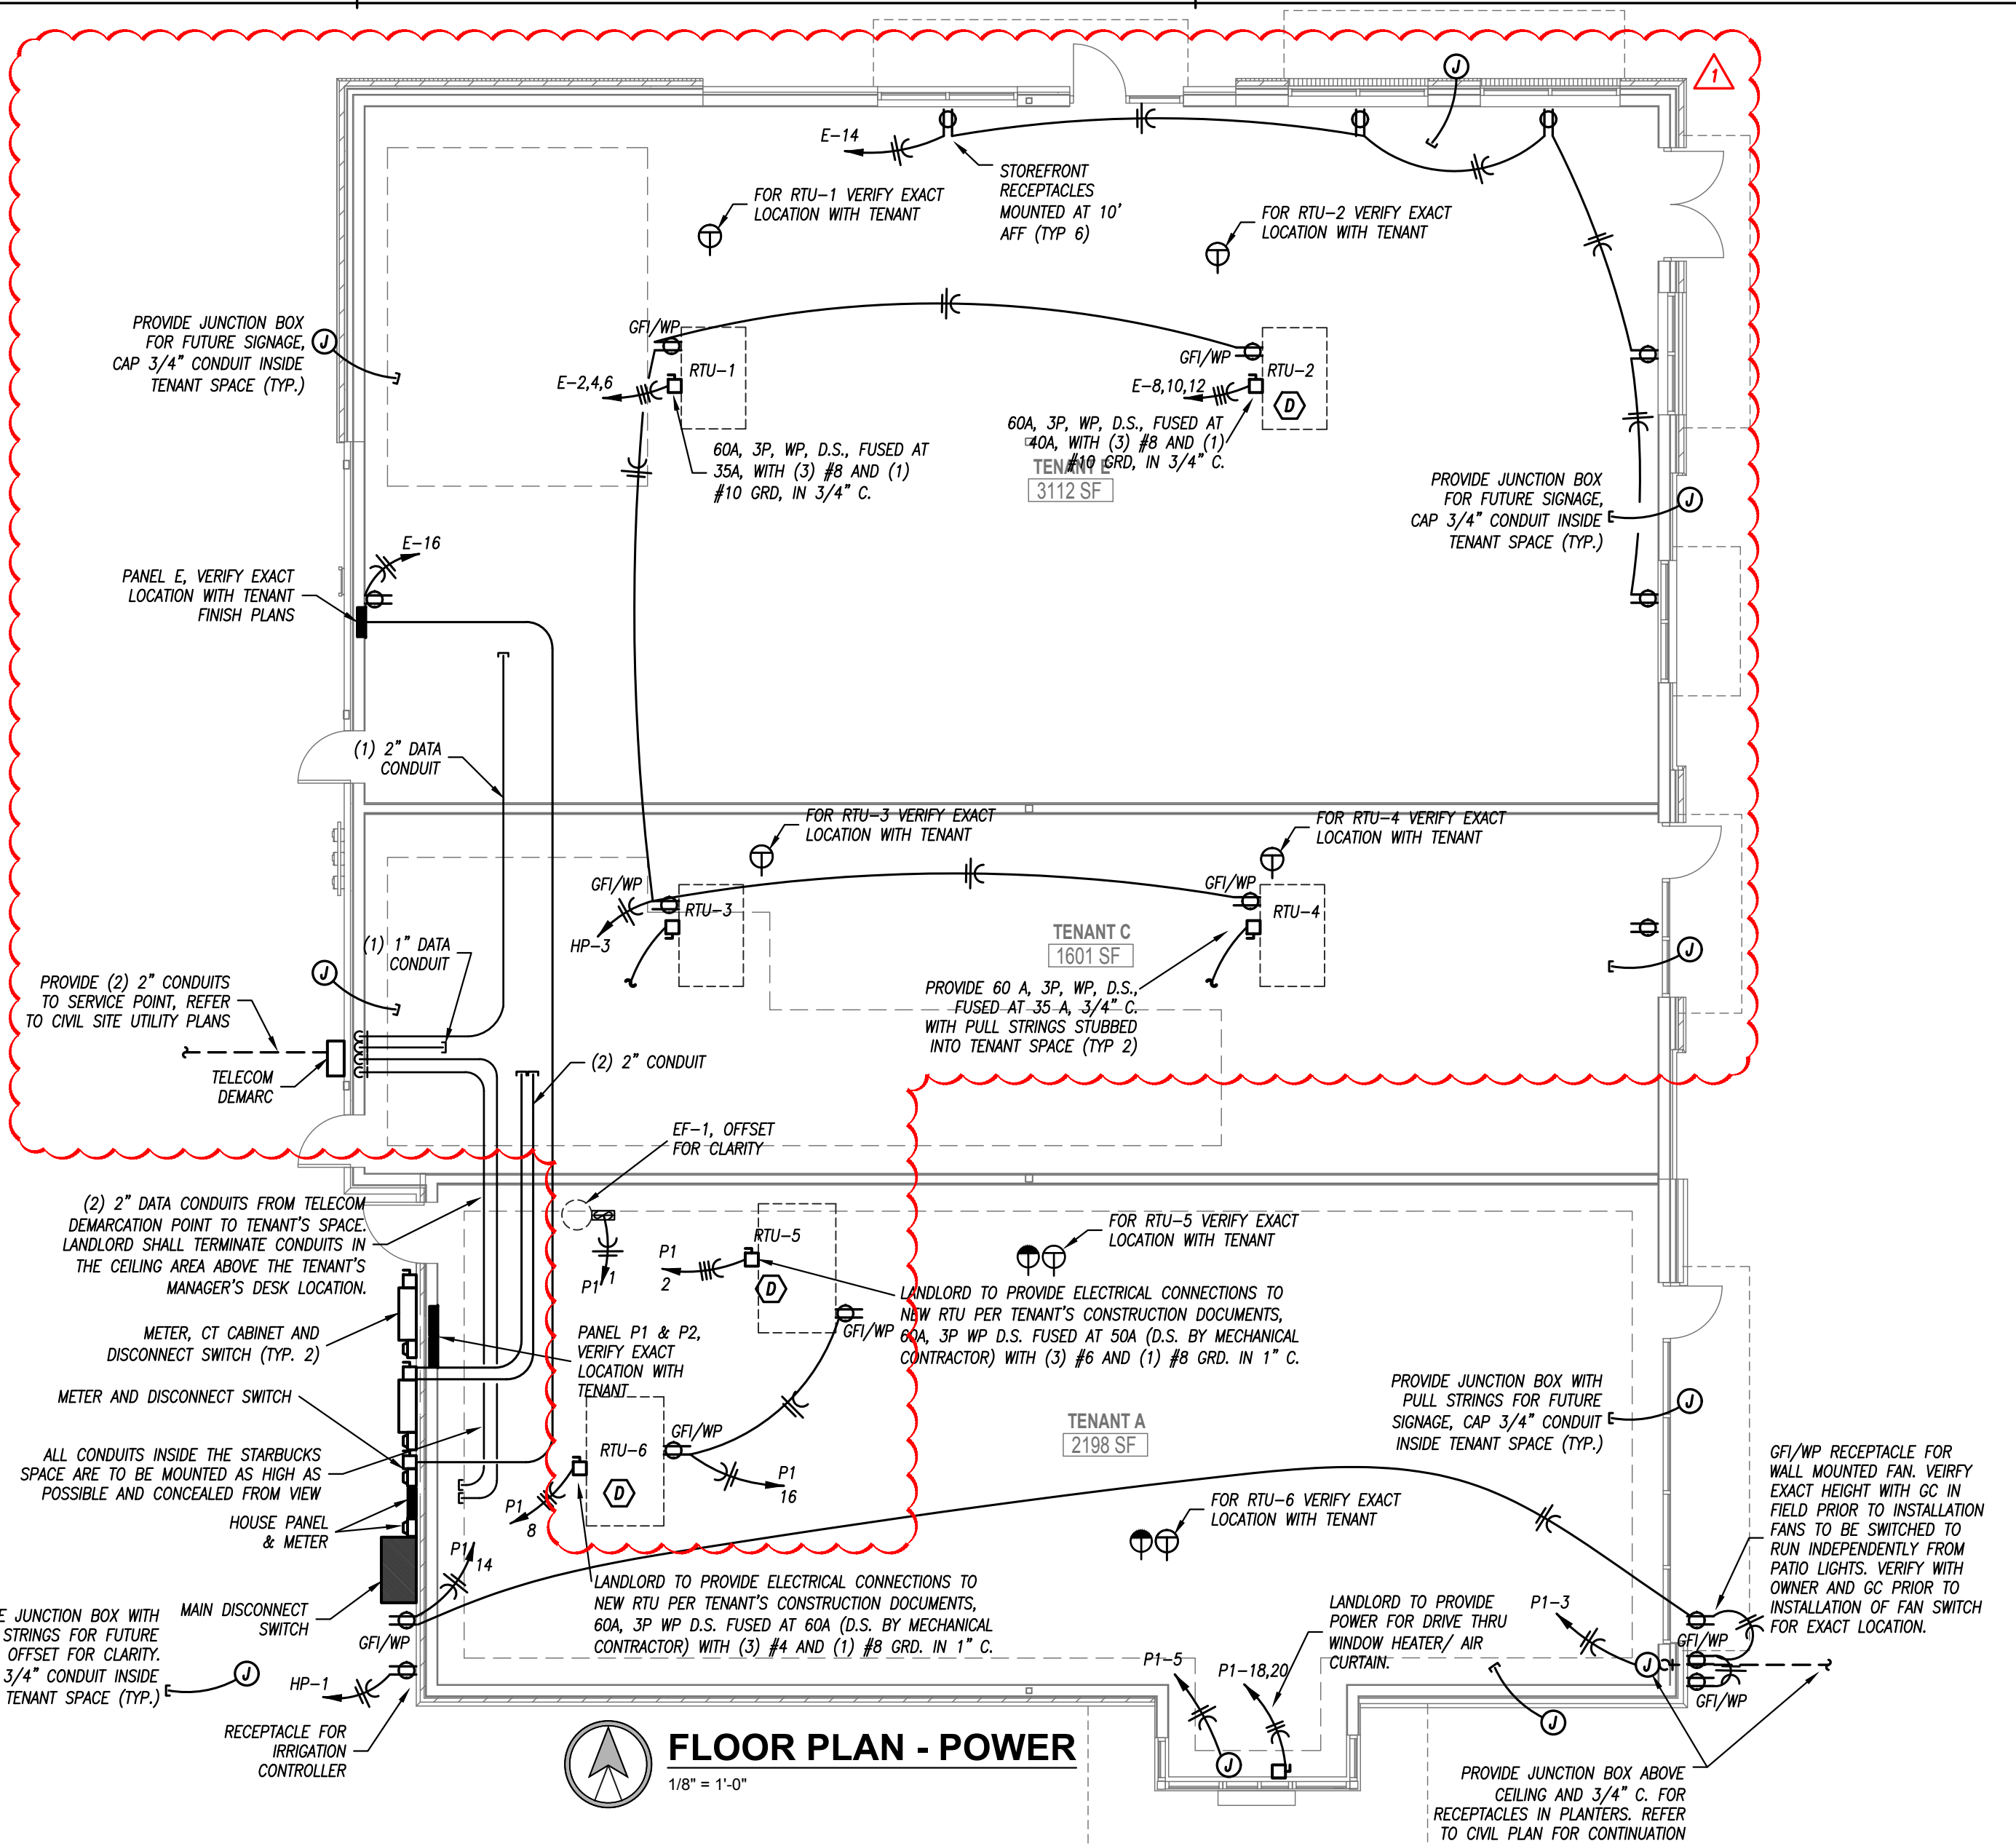 1
J
E-14
STOREFRONT
RECEPTACLES
MOUNTED AT 10'
AFF (TYP 6)
FOR RTU-1 VERIFY EXACT
LOCATION WITH TENANT
FOR RTU-2 VERIFY EXACT
LOCATION WITH TENANT
PROVIDE JUNCTION BOX
FOR FUTURE SIGNAGE,
CAP 3/4" CONDUIT INSIDE
TENANT SPACE (TYP.)
J
GFI/WP
RTU-1
E-2,4,6
GFI/WP
RTU-2
E-8,10,12
D
60A, 3P, WP, D.S., FUSED AT
35A, WITH (3) #8 AND (1)
#10 GRD, IN 3/4" C.
60A, 3P, WP, D.S., FUSED AT
40A, WITH (3) #8 AND (1)
#10 GRD, IN 3/4" C.
TENANT E
3112 SF
PROVIDE JUNCTION BOX
FOR FUTURE SIGNAGE,
CAP 3/4" CONDUIT INSIDE
TENANT SPACE (TYP.)
J
E-16
PANEL E, VERIFY EXACT
LOCATION WITH TENANT
FINISH PLANS
(1) 2" DATA
CONDUIT
FOR RTU-3 VERIFY EXACT
LOCATION WITH TENANT
FOR RTU-4 VERIFY EXACT
LOCATION WITH TENANT
GFI/WP
RTU-3
HP-3
GFI/WP
RTU-4
TENANT C
1601 SF
J
(1) 1" DATA
CONDUIT
J
PROVIDE (2) 2" CONDUITS
TO SERVICE POINT, REFER
TO CIVIL SITE UTILITY PLANS
TELECOM
DEMARC
PROVIDE 60 A, 3P, WP, D.S.,
FUSED AT 35 A, 3/4" C.
WITH PULL STRINGS STUBBED
INTO TENANT SPACE (TYP 2)
(2) 2" CONDUIT
EF-1, OFFSET
FOR CLARITY
(2) 2" DATA CONDUITS FROM TELECOM
DEMARCATION POINT TO TENANT'S SPACE.
LANDLORD SHALL TERMINATE CONDUITS IN
THE CEILING AREA ABOVE THE TENANT'S
MANAGER'S DESK LOCATION.
P1
1
P1
2
RTU-5
D
GFI/WP
FOR RTU-5 VERIFY EXACT
LOCATION WITH TENANT
LANDLORD TO PROVIDE ELECTRICAL CONNECTIONS TO
NEW RTU PER TENANT'S CONSTRUCTION DOCUMENTS,
60A, 3P WP D.S. FUSED AT 50A (D.S. BY MECHANICAL
CONTRACTOR) WITH (3) #6 AND (1) #8 GRD. IN 1" C.
METER, CT CABINET AND
DISCONNECT SWITCH (TYP. 2)
PANEL P1 & P2,
VERIFY EXACT
LOCATION WITH
TENANT
METER AND DISCONNECT SWITCH
TENANT A
2198 SF
PROVIDE JUNCTION BOX WITH
PULL STRINGS FOR FUTURE
SIGNAGE, CAP 3/4" CONDUIT
INSIDE TENANT SPACE (TYP.)
J
ALL CONDUITS INSIDE THE STARBUCKS
SPACE ARE TO BE MOUNTED AS HIGH AS
POSSIBLE AND CONCEALED FROM VIEW
RTU-6
D
GFI/WP
P1
16
P1
8
HOUSE PANEL
& METER
P1
14
FOR RTU-6 VERIFY EXACT
LOCATION WITH TENANT
GFI/WP RECEPTACLE FOR
WALL MOUNTED FAN. VEIRFY
EXACT HEIGHT WITH GC IN
FIELD PRIOR TO INSTALLATION
FANS TO BE SWITCHED TO
RUN INDEPENDENTLY FROM
PATIO LIGHTS. VERIFY WITH
OWNER AND GC PRIOR TO
INSTALLATION OF FAN SWITCH
FOR EXACT LOCATION.
MAIN DISCONNECT
SWITCH
LANDLORD TO PROVIDE ELECTRICAL CONNECTIONS TO
NEW RTU PER TENANT'S CONSTRUCTION DOCUMENTS,
60A, 3P WP D.S. FUSED AT 60A (D.S. BY MECHANICAL
CONTRACTOR) WITH (3) #4 AND (1) #8 GRD. IN 1" C.
JUNCTION BOX WITH
STRINGS FOR FUTURE
OFFSET FOR CLARITY.
3/4" CONDUIT INSIDE
TENANT SPACE (TYP.)
J
GFI/WP
HP-1
RECEPTACLE FOR
IRRIGATION
CONTROLLER
LANDLORD TO PROVIDE
POWER FOR DRIVE THRU
WINDOW HEATER/ AIR
CURTAIN.
P1-3
P1-5
P1-18,20
J
J
J
GFI/WP
GFI/WP
PROVIDE JUNCTION BOX ABOVE
CEILING AND 3/4" C. FOR
RECEPTACLES IN PLANTERS. REFER
TO CIVIL PLAN FOR CONTINUATION
FLOOR PLAN - POWER
1/8" = 1'-0"